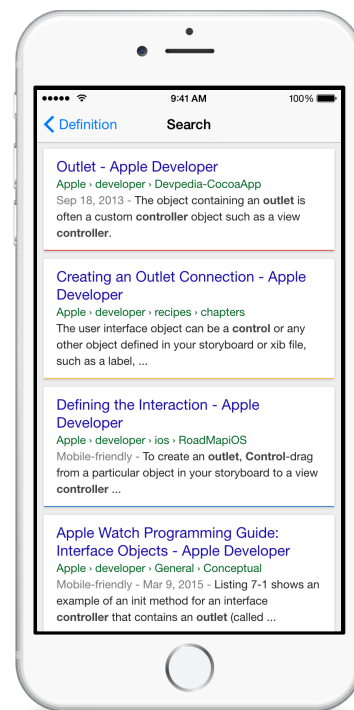 9:41 AM 100%
Definition Search
Outlet - Apple Developer
Apple › developer › Devpedia-CocoaApp
Sep 18, 2013 - The object containing an outlet is
often a custom controller object such as a view
controller.
Creating an Outlet Connection - Apple
Developer
Apple › developer › recipes › chapters
The user interface object can be a control or any
other object defined in your storyboard or xib file,
such as a label, ...
Defining the Interaction - Apple
Developer
Apple › developer › ios › RoadMapiOS
Mobile-friendly - To create an outlet, Control-drag
from a particular object in your storyboard to a view
controller ...
Apple Watch Programming Guide:
Interface Objects - Apple Developer
Apple › developer › General › Conceptual
Mobile-friendly - Mar 9, 2015 - Listing 7-1 shows an
example of an init method for an interface
controller that contains an outlet (called ...